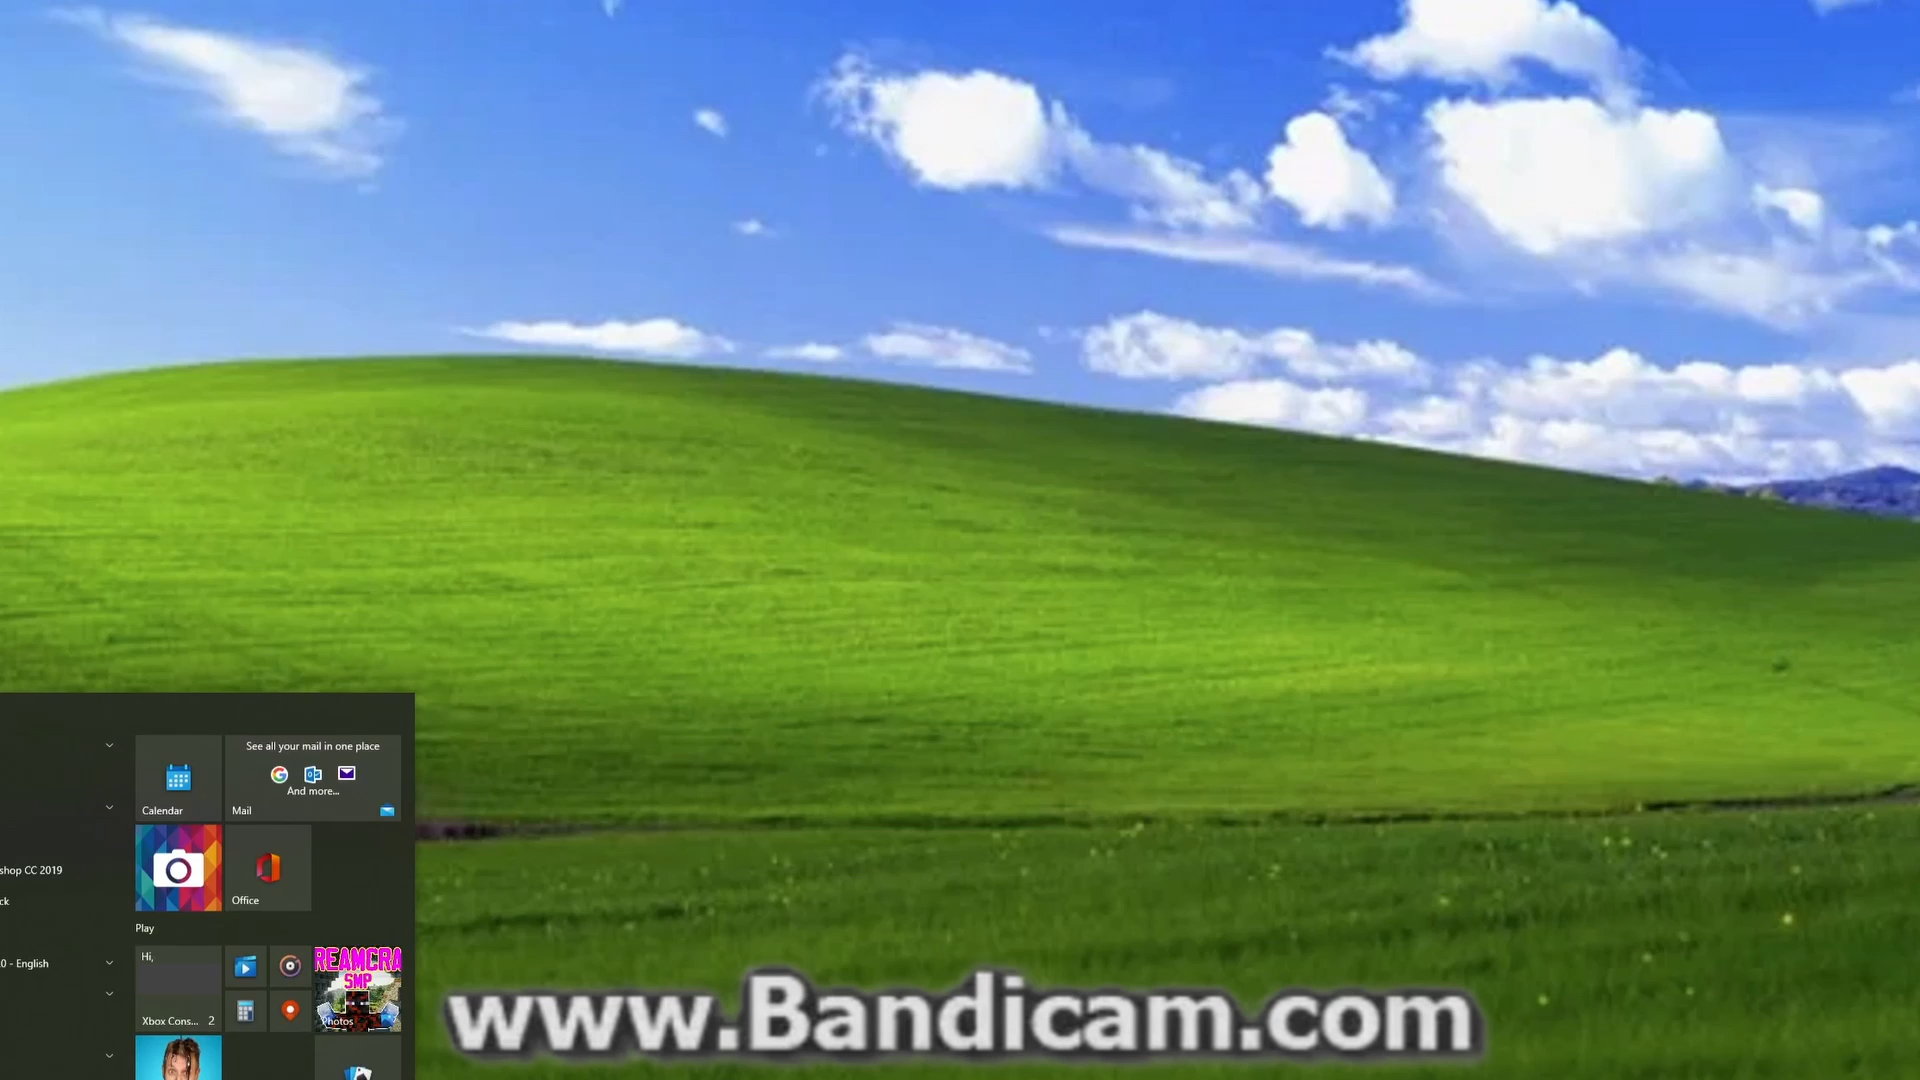 See all your mail in one place
And more...
Calendar
Mail
shop CC 2019
ck
Office
Play
REAMCRA
SMP
Hi,
0 - English
Xbox Cons... 2
Photos
www.Bandicam.com